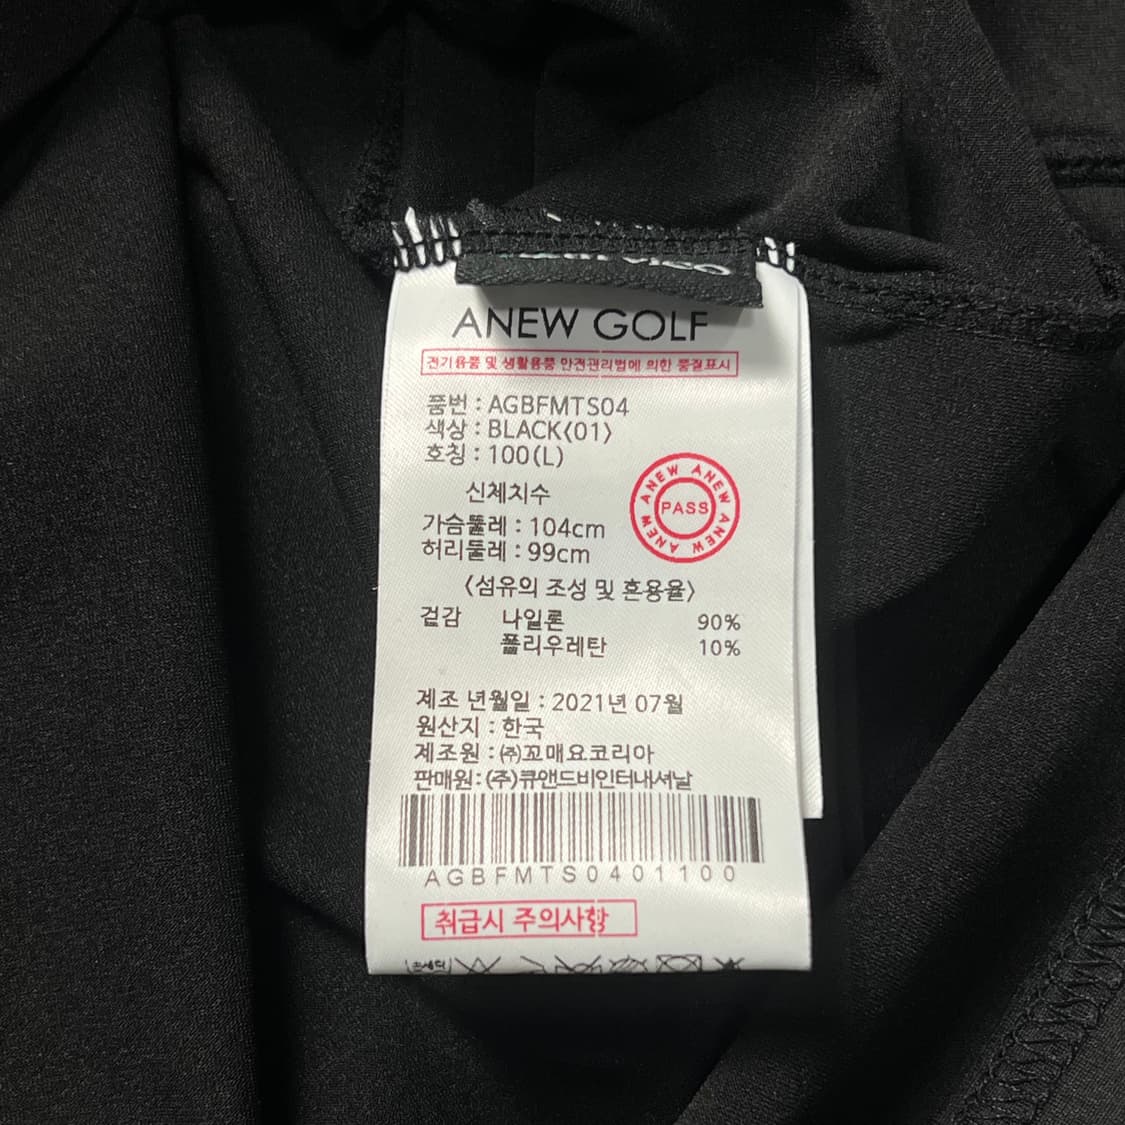 ANEW GOLF
전기용품 및 생활용품 안전관리법에 의한 품질표시
품번 : AGBFMTS04
색상 : BLACK(01)
호칭 : 100(L)
신체치수
가슴둘레 : 104cm
허리둘레 : 99cm
ANEW ANEW ANEW ANEW ANEW
PASS
<섬유의 조성 및 혼용율>
겉감 나일론 90%
폴리우레탄 10%
제조 년월일 : 2021년 07월
원산지 : 한국
제조원 : ㈜꼬매요코리아
판매원 : (주)큐앤드비인터내셔날
AGBFMTS0401100
취급시 주의사항
손세탁